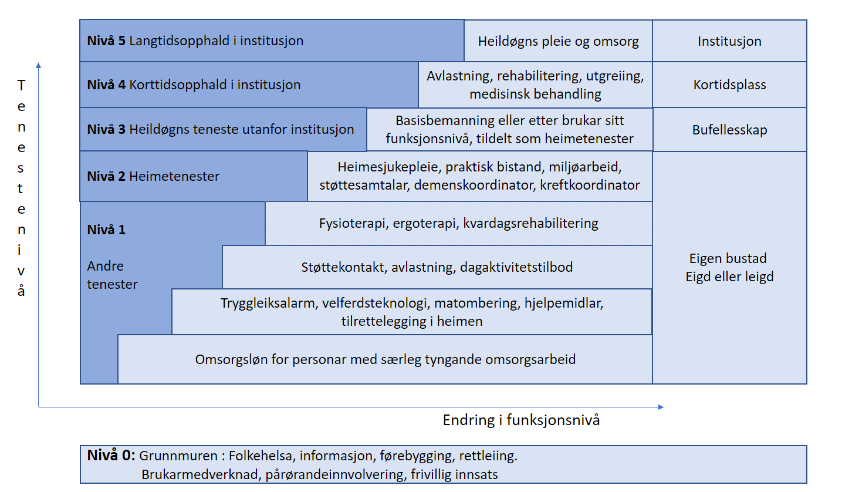 Nivå 5 Langtidsopphald i institusjon
Heildøgns pleie og omsorg
Institusjon
Nivå 4 Korttidsopphald i institusjon
Avlastning, rehabilitering, utgreiing,
medisinsk behandling
Kortidsplass
Nivå 3 Heildøgns teneste utanfor institusjon
Basisbemanning eller etter brukar sitt
funksjonsnivå, tildelt som heimetenester
Bufellesskap
Nivå 2 Heimetenester
Heimesjukepleie, praktisk bistand, miljøarbeid,
støttesamtalar, demenskoordinator, kreftkoordinator
Nivå 1
Andre
tenester
Fysioterapi, ergoterapi, kvardagsrehabilitering
Støttekontakt, avlastning, dagaktivitetstilbod
Tryggleiksalarm, velferdsteknologi, matombering, hjelpemidlar,
tilrettelegging i heimen
Omsorgsløn for personar med særleg tyngande omsorgsarbeid
Eigen bustad
Eigd eller leigd
Tenestenivå
Endring i funksjonsnivå
Nivå 0: Grunnmuren : Folkehelsa, informasjon, førebygging, rettleiing.
Brukarmedverknad, pårørandeinnvolvering, frivillig innsats